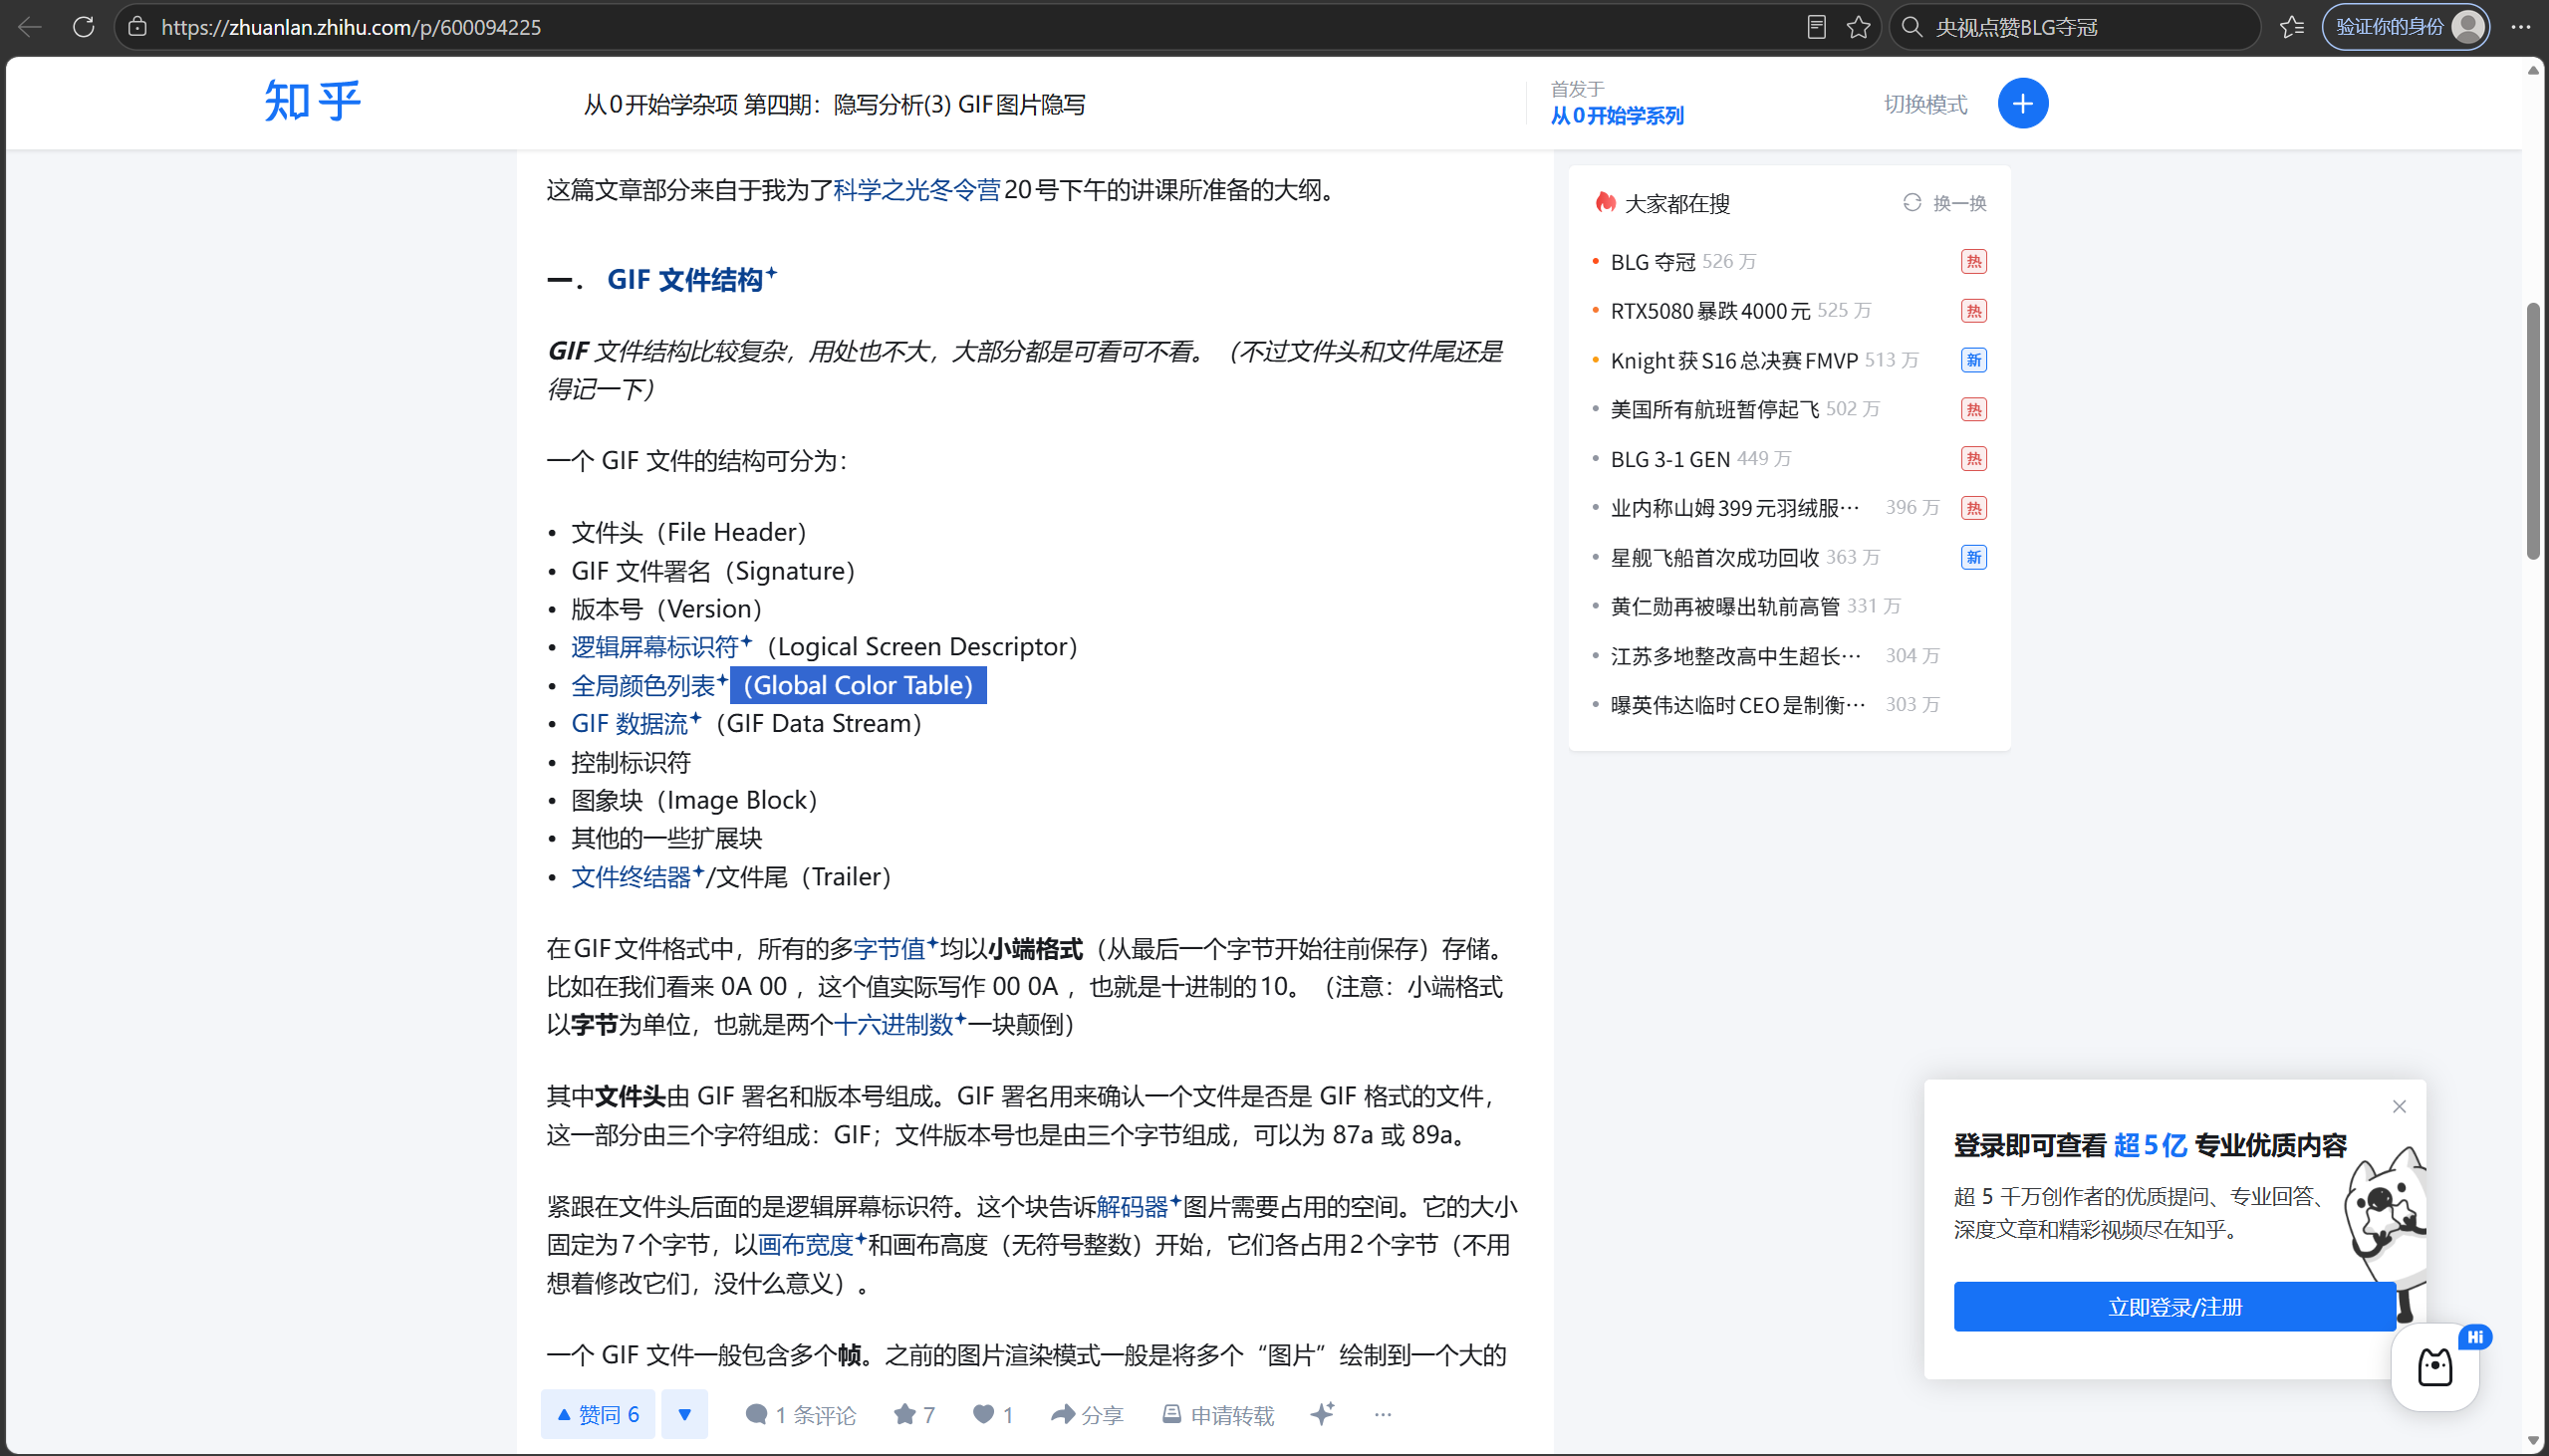 https://zhuanlan.zhihu.com/p/600094225
央视点赞BLG夺冠
验证你的身份
知乎
从0开始学杂项 第四期：隐写分析(3) GIF图片隐写
首发于
从0开始学系列
切换模式
这篇文章部分来自于我为了科学之光冬令营20号下午的讲课所准备的大纲。
一． GIF 文件结构
GIF 文件结构比较复杂，用处也不大，大部分都是可看可不看。（不过文件头和文件尾还是
得记一下）
一个 GIF 文件的结构可分为：
• 文件头（File Header）
• GIF 文件署名（Signature）
• 版本号（Version）
• 逻辑屏幕标识符（Logical Screen Descriptor）
• 全局颜色列表（Global Color Table）
• GIF 数据流（GIF Data Stream）
• 控制标识符
• 图象块（Image Block）
• 其他的一些扩展块
• 文件终结器/文件尾（Trailer）
在GIF文件格式中，所有的多字节值均以小端格式（从最后一个字节开始往前保存）存储。
比如在我们看来 0A 00 ，这个值实际写作 00 0A ，也就是十进制的10。（注意：小端格式
以字节为单位，也就是两个十六进制数一块颠倒）
其中文件头由 GIF 署名和版本号组成。GIF 署名用来确认一个文件是否是 GIF 格式的文件，
这一部分由三个字符组成：GIF；文件版本号也是由三个字节组成，可以为 87a 或 89a。
紧跟在文件头后面的是逻辑屏幕标识符。这个块告诉解码器图片需要占用的空间。它的大小
固定为7个字节，以画布宽度和画布高度（无符号整数）开始，它们各占用2个字节（不用
想着修改它们，没什么意义）。
一个 GIF 文件一般包含多个帧。之前的图片渲染模式一般是将多个“图片”绘制到一个大的
赞同 6
1 条评论
7
1
分享
申请转载
大家都在搜
换一换
BLG 夺冠 526 万 热
RTX5080暴跌4000元 525 万 热
Knight获S16总决赛FMVP 513 万 新
美国所有航班暂停起飞 502 万 热
BLG 3-1 GEN 449 万 热
业内称山姆399元羽绒服… 396 万 热
星舰飞船首次成功回收 363 万 新
黄仁勋再被曝出轨前高管 331 万
江苏多地整改高中生超长… 304 万
曝英伟达临时CEO是制衡… 303 万
登录即可查看 超5亿 专业优质内容
超 5 千万创作者的优质提问、专业回答、
深度文章和精彩视频尽在知乎。
立即登录/注册
Hi